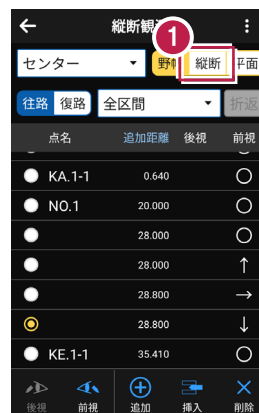 縦断観
1
センター 野帳 縦断 平面
往路 復路 全区間 折返
点名 追加距離 後視 前視
KA.1-1 0.640
NO.1 20.000
28.000
28.000 ↑
28.800 →
28.800 ↓
KE.1-1 35.410
後視 前視 追加 挿入 削除